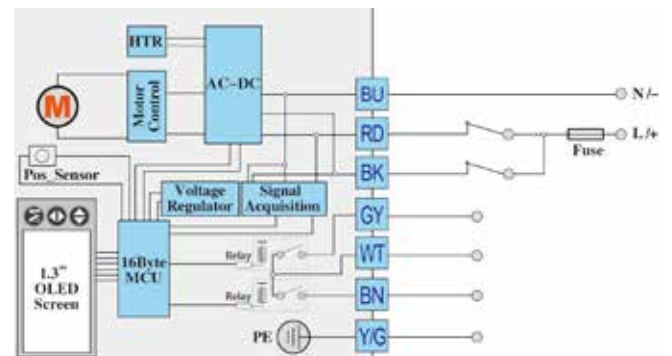 HTR
AC-DC
Motor
Control
M
Pos_Sensor
Voltage
Regulator
Signal
Acquisition
1.3"
OLED
Screen
16Byte
MCU
Relay
Relay
PE
BU
RD
BK
GY
WT
BN
Y/G
N/-
L/+
Fuse